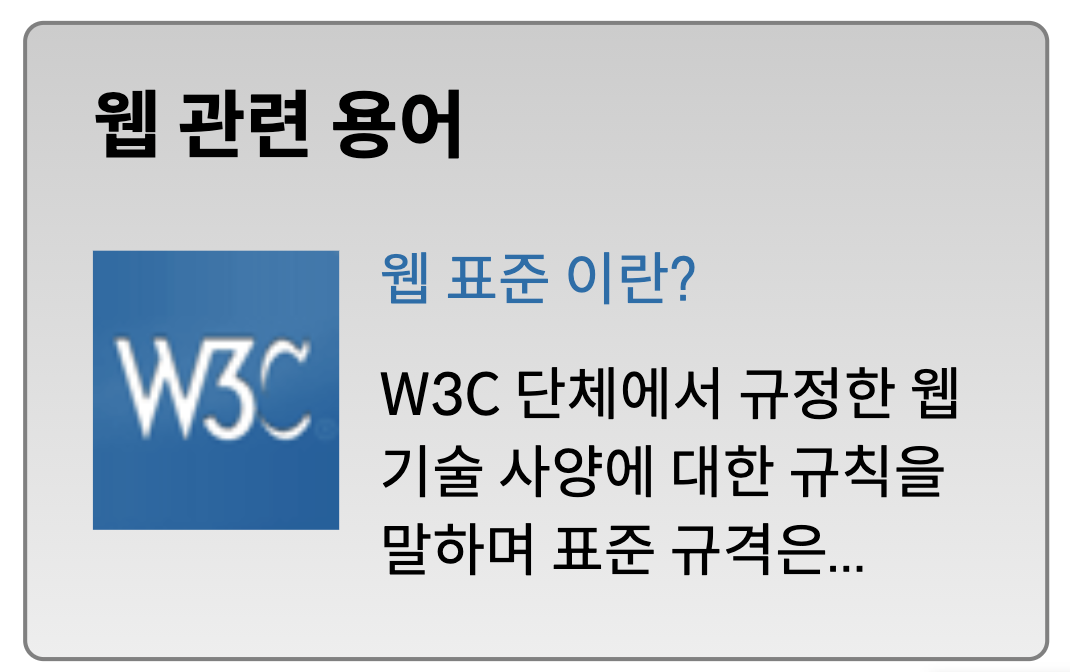 웹 관련 용어
W3C
웹 표준 이란?
W3C 단체에서 규정한 웹
기술 사양에 대한 규칙을
말하며 표준 규격은...